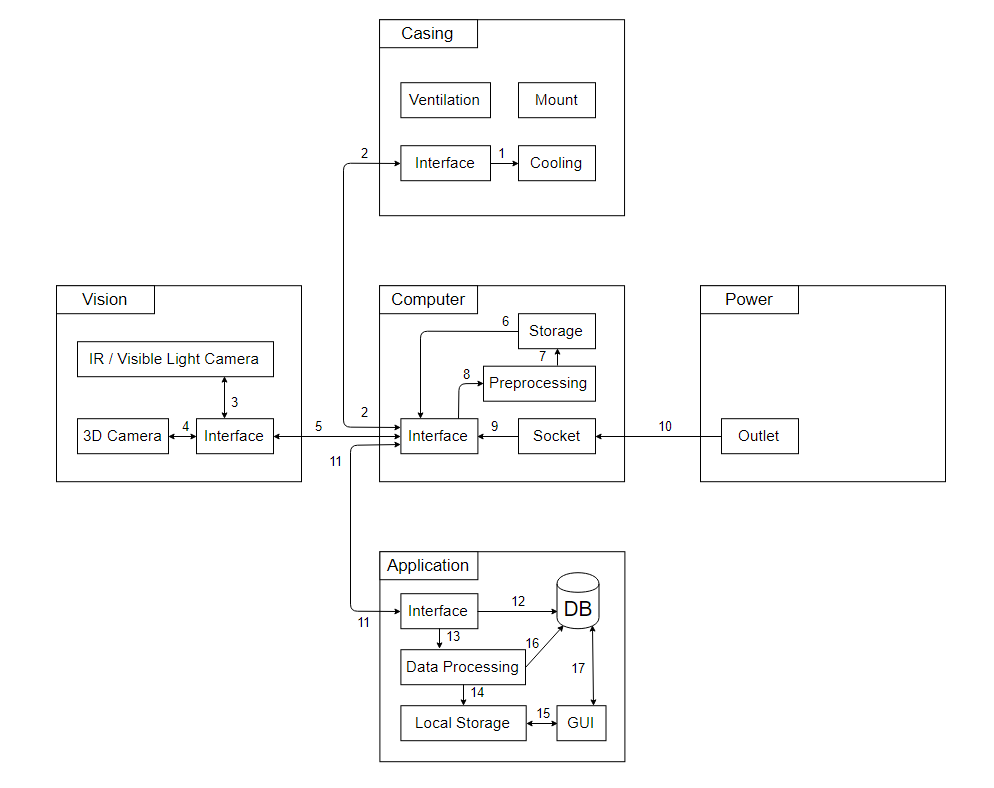 Casing
Ventilation
Mount
2
Interface
1
Cooling
Vision
IR / Visible Light Camera
3
3D Camera
4
Interface
5
Computer
6
Storage
7
8
Preprocessing
2
Interface
9
Socket
10
11
Power
Outlet
Application
Interface
12
DB
11
13
16
Data Processing
17
14
Local Storage
15
GUI